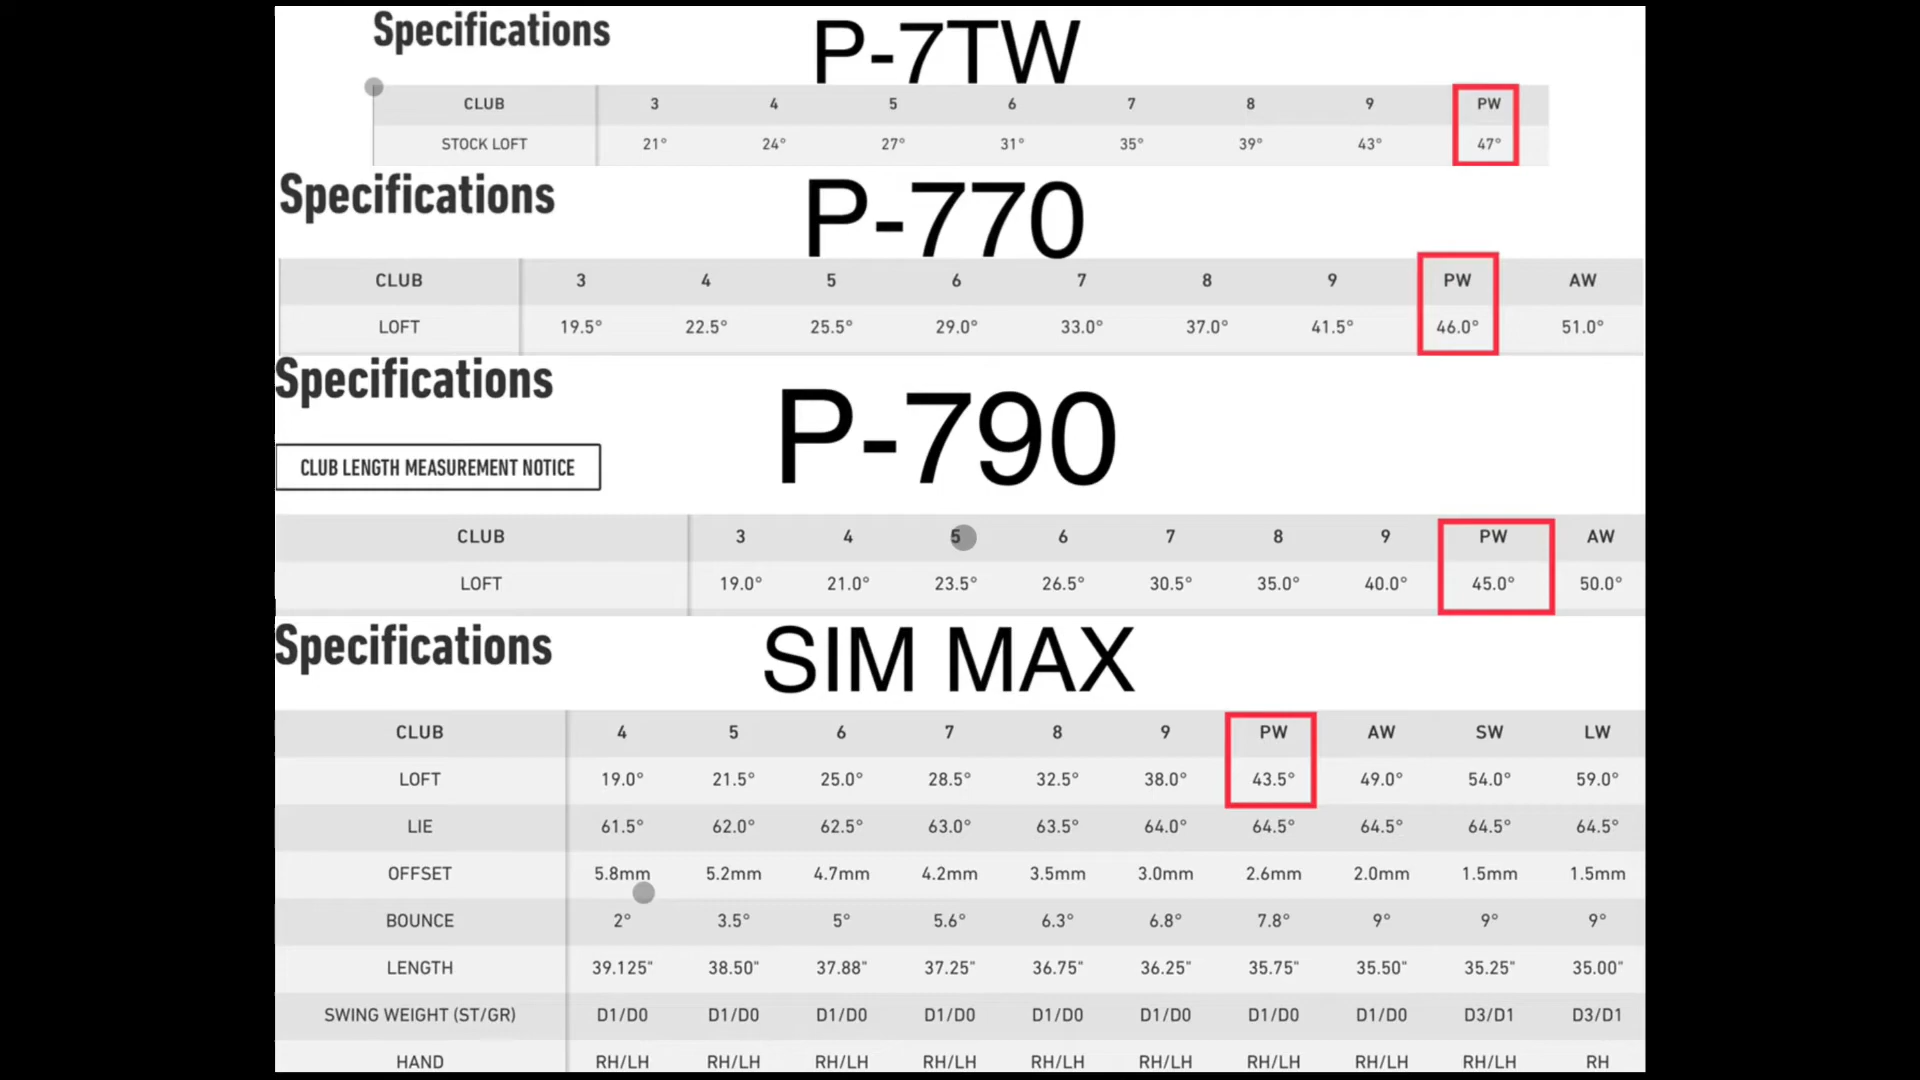 Specifications P-7TW
CLUB 3 4 5 6 7 8 9 PW
STOCK LOFT 21° 24° 27° 31° 35° 39° 43° 47°
Specifications P-770
CLUB 3 4 5 6 7 8 9 PW AW
LOFT 19.5° 22.5° 25.5° 29.0° 33.0° 37.0° 41.5° 46.0° 51.0°
Specifications P-790
CLUB LENGTH MEASUREMENT NOTICE
CLUB 3 4 5 6 7 8 9 PW AW
LOFT 19.0° 21.0° 23.5° 26.5° 30.5° 35.0° 40.0° 45.0° 50.0°
Specifications SIM MAX
CLUB 4 5 6 7 8 9 PW AW SW LW
LOFT 19.0° 21.5° 25.0° 28.5° 32.5° 38.0° 43.5° 49.0° 54.0° 59.0°
LIE 61.5° 62.0° 62.5° 63.0° 63.5° 64.0° 64.5° 64.5° 64.5° 64.5°
OFFSET 5.8mm 5.2mm 4.7mm 4.2mm 3.5mm 3.0mm 2.6mm 2.0mm 1.5mm 1.5mm
BOUNCE 2° 3.5° 5° 5.6° 6.3° 6.8° 7.8° 9° 9° 9°
LENGTH 39.125" 38.50" 37.88" 37.25" 36.75" 36.25" 35.75" 35.50" 35.25" 35.00"
SWING WEIGHT (ST/GR) D1/D0 D1/D0 D1/D0 D1/D0 D1/D0 D1/D0 D1/D0 D1/D0 D3/D1 D3/D1
HAND RH/LH RH/LH RH/LH RH/LH RH/LH RH/LH RH/LH RH/LH RH/LH RH